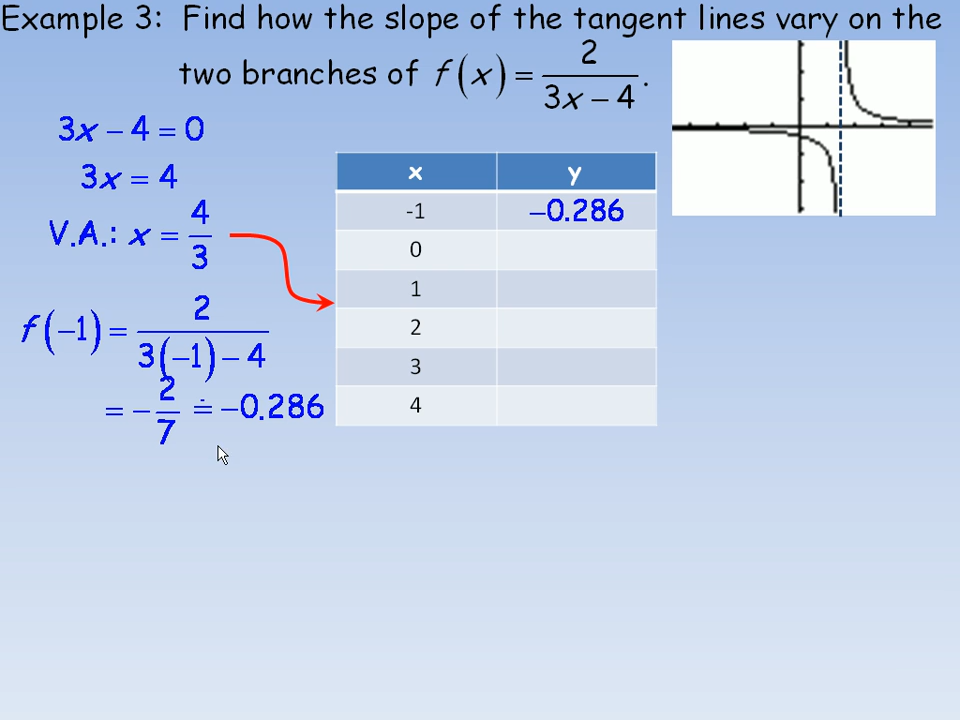 Example 3: Find how the slope of the tangent lines vary on the
two branches of f(x) = 2/(3x − 4).
3x − 4 = 0
3x = 4
V.A.: x = 4/3
f(−1) = 2/(3(−1) − 4)
= −2/7 ≐ −0.286
x y
-1 −0.286
0
1
2
3
4